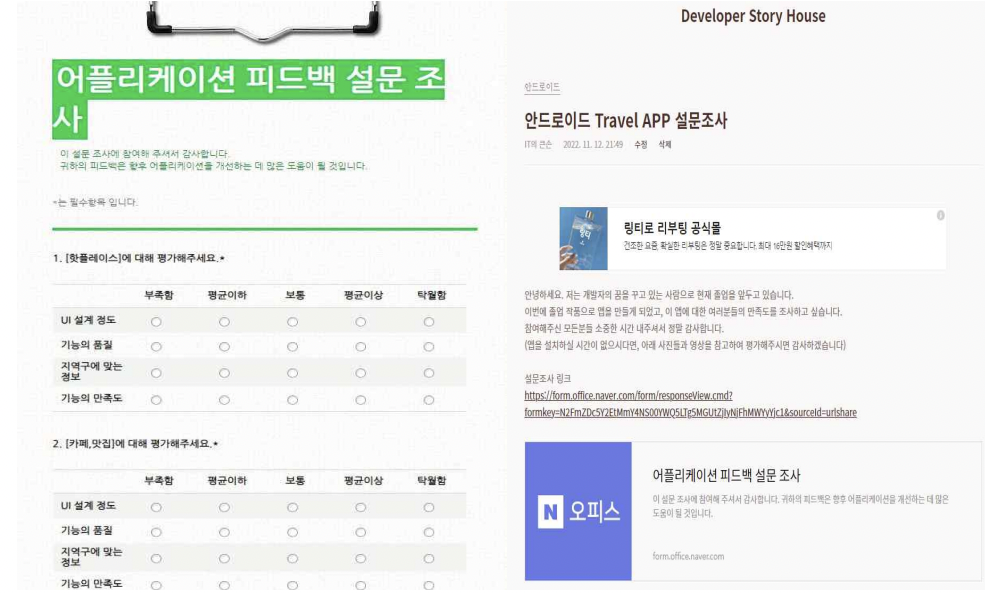 어플리케이션 피드백 설문 조
사
이 설문 조사에 참여해 주셔서 감사합니다.
귀하의 피드백은 향후 어플리케이션을 개선하는 데 많은 도움이 될 것입니다.
*는 필수항목 입니다.
1. [핫플레이스]에 대해 평가해주세요.*
부족함 평균이하 보통 평균이상 탁월함
UI 설계 정도
기능의 품질
지역구에 맞는
정보
기능의 만족도
2. [카페,맛집]에 대해 평가해주세요.*
부족함 평균이하 보통 평균이상 탁월함
UI 설계 정도
기능의 품질
지역구에 맞는
정보
기능의 만족도
Developer Story House
안드로이드
안드로이드 Travel APP 설문조사
IT의 큰손 2022. 11. 12. 21:49 수정 삭제
링티
링티로 리부팅 공식몰
건조한 요즘 확실한 리부팅은 정말 중요합니다. 최대 18만원 할인혜택까지
안녕하세요. 저는 개발자의 꿈을 꾸고 있는 사람으로 현재 졸업을 앞두고 있습니다.
이번에 졸업 작품으로 앱을 만들게 되었고, 이 앱에 대한 여러분들의 만족도를 조사하고 싶습니다.
참여해주신 모든분들 소중한 시간 내주셔서 정말 감사합니다.
(앱을 설치하실 시간이 없으시다면, 아래 사진들과 영상을 참고하여 평가해주시면 감사하겠습니다)
설문조사 링크
https://form.office.naver.com/form/responseView.cmd?
formkey=N2FmZDc5Y2EtMmY4NS00YWQ5LTg5MGUtZjIyNjFhMWYvYjc1&sourceId=urlshare
N 오피스
어플리케이션 피드백 설문 조사
이 설문 조사에 참여해 주셔서 감사합니다. 귀하의 피드백은 향후 어플리케이션을 개선하는 데 많은
도움이 될 것입니다.
form.office.naver.com